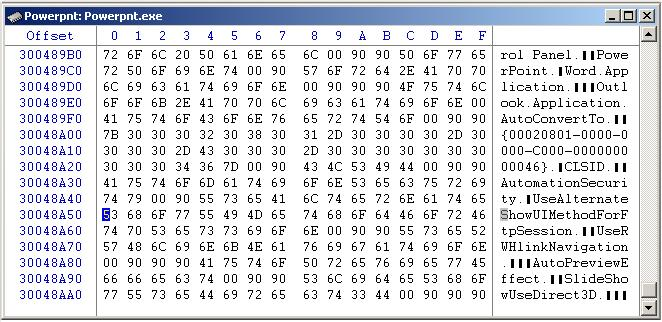 Powerpnt: Powerpnt.exe
Offset 0 1 2 3 4 5 6 7 8 9 A B C D E F
300489B0 72 6F 6C 20 50 61 6E 65 6C 00 90 90 50 6F 77 65 rol Panel.▮▮Powe
300489C0 72 50 6F 69 6E 74 00 90 57 6F 72 64 2E 41 70 70 rPoint.▮Word.App
300489D0 6C 69 63 61 74 69 6F 6E 00 90 90 90 4F 75 74 6C lication.▮▮▮Outl
300489E0 6F 6F 6B 2E 41 70 70 6C 69 63 61 74 69 6F 6E 00 ook.Application.
300489F0 41 75 74 6F 43 6F 6E 76 65 72 74 54 6F 00 90 90 AutoConvertTo.▮▮
30048A00 7B 30 30 30 32 30 38 30 31 2D 30 30 30 30 2D 30 {00020801-0000-0
30048A10 30 30 30 2D 43 30 30 30 2D 30 30 30 30 30 30 30 000-C000-0000000
30048A20 30 30 30 34 36 7D 00 90 43 4C 53 49 44 00 90 90 00046}.▮CLSID.▮▮
30048A30 41 75 74 6F 6D 61 74 69 6F 6E 53 65 63 75 72 69 AutomationSecuri
30048A40 74 79 00 90 55 73 65 41 6C 74 65 72 6E 61 74 65 ty.▮UseAlternate
30048A50 53 68 6F 77 55 49 4D 65 74 68 6F 64 46 6F 72 46 ShowUIMethodForF
30048A60 74 70 53 65 73 73 69 6F 6E 00 90 90 55 73 65 52 tpSession.▮▮UseR
30048A70 57 48 6C 69 6E 6B 4E 61 76 69 67 61 74 69 6F 6E WHlinkNavigation
30048A80 00 90 90 90 41 75 74 6F 50 72 65 76 69 65 77 45 .▮▮▮AutoPreviewE
30048A90 66 66 65 63 74 00 90 90 53 6C 69 64 65 53 68 6F ffect.▮▮SlideSho
30048AA0 77 55 73 65 44 69 72 65 63 74 33 44 00 90 90 90 wUseDirect3D.▮▮▮